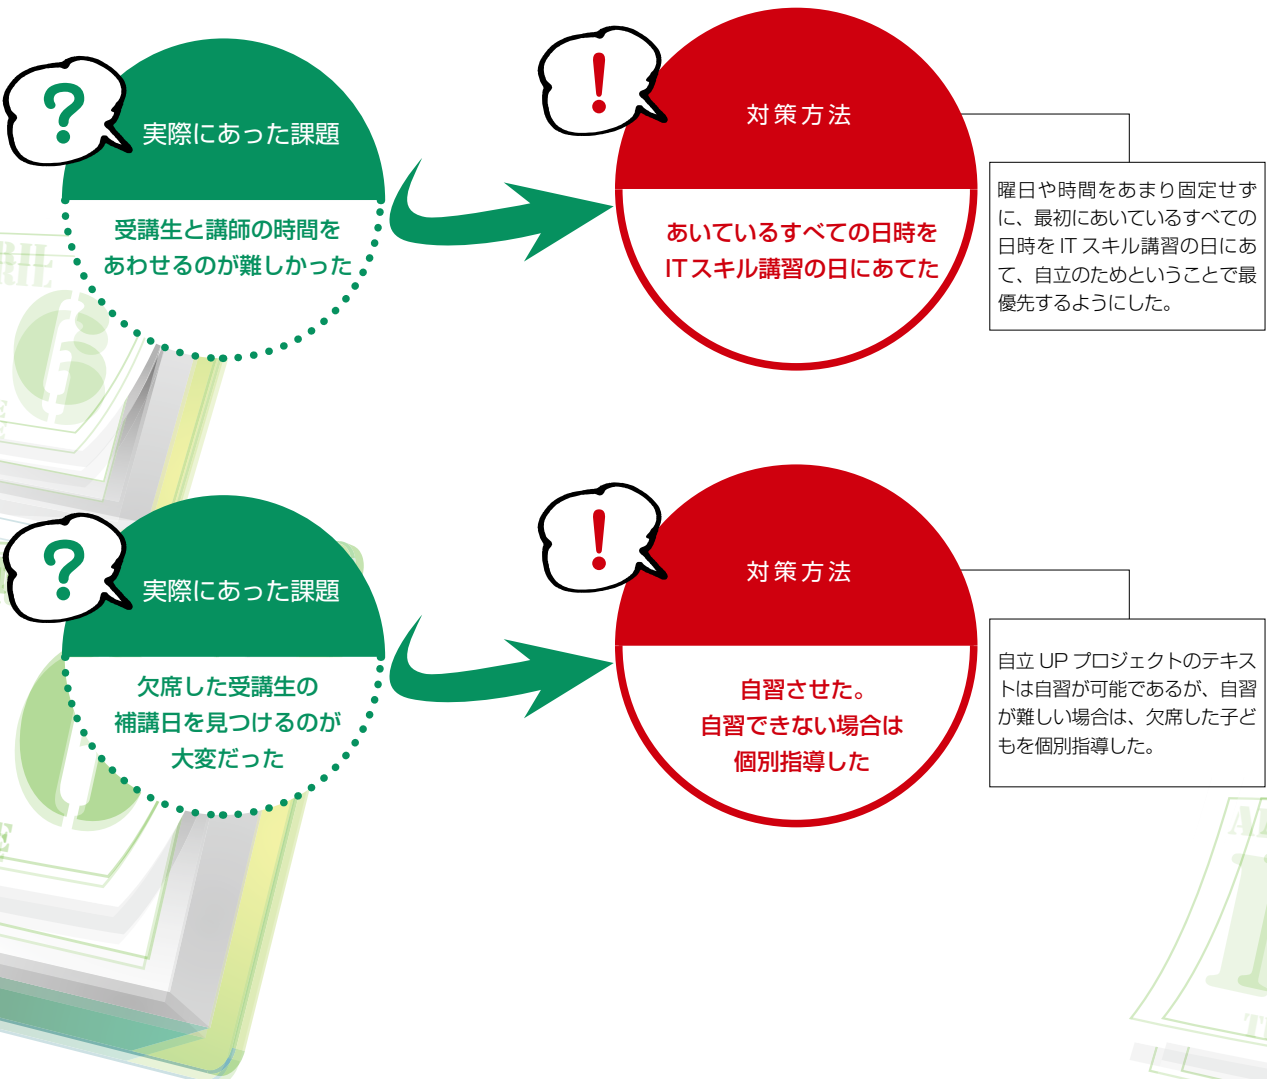 ?
実際にあった課題
受講生と講師の時間を
あわせるのが難しかった
!
対策方法
あいているすべての日時を
ITスキル講習の日にあてた
曜日や時間をあまり固定せず
に、最初にあいているすべての
日時を IT スキル講習の日にあ
て、自立のためということで最
優先するようにした。
?
実際にあった課題
欠席した受講生の
補講日を見つけるのが
大変だった
!
対策方法
自習させた。
自習できない場合は
個別指導した
自立 UP プロジェクトのテキス
トは自習が可能であるが、自習
が難しい場合は、欠席した子ど
もを個別指導した。
6